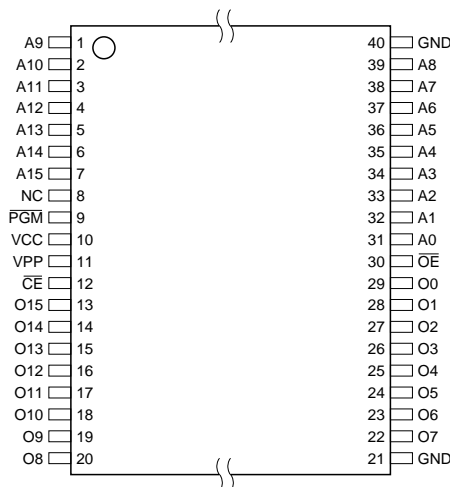 A9 1 40 GND
A10 2 39 A8
A11 3 38 A7
A12 4 37 A6
A13 5 36 A5
A14 6 35 A4
A15 7 34 A3
NC 8 33 A2
P̅G̅M̅ 9 32 A1
VCC 10 31 A0
VPP 11 30 O̅E̅
C̅E̅ 12 29 O0
O15 13 28 O1
O14 14 27 O2
O13 15 26 O3
O12 16 25 O4
O11 17 24 O5
O10 18 23 O6
O9 19 22 O7
O8 20 21 GND